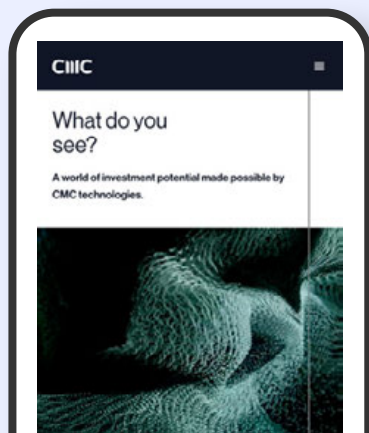 CMC
What do you
see?
A world of investment potential made possible by
CMC technologies.